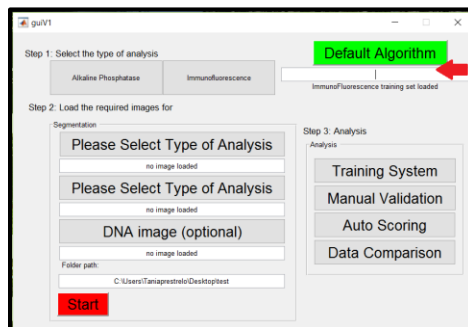 guiV1
Step 1: Select the type of analysis
Default Algorithm
Alkaline Phosphatase
Immunofluorescence
ImmunoFluorescence training set loaded
Step 2: Load the required images for
Segmentation
Please Select Type of Analysis
no image loaded
Please Select Type of Analysis
no image loaded
DNA image (optional)
no image loaded
Folder path:
C:\Users\Taniaprestrelo\Desktop\test
Start
Step 3: Analysis
Analysis
Training System
Manual Validation
Auto Scoring
Data Comparison